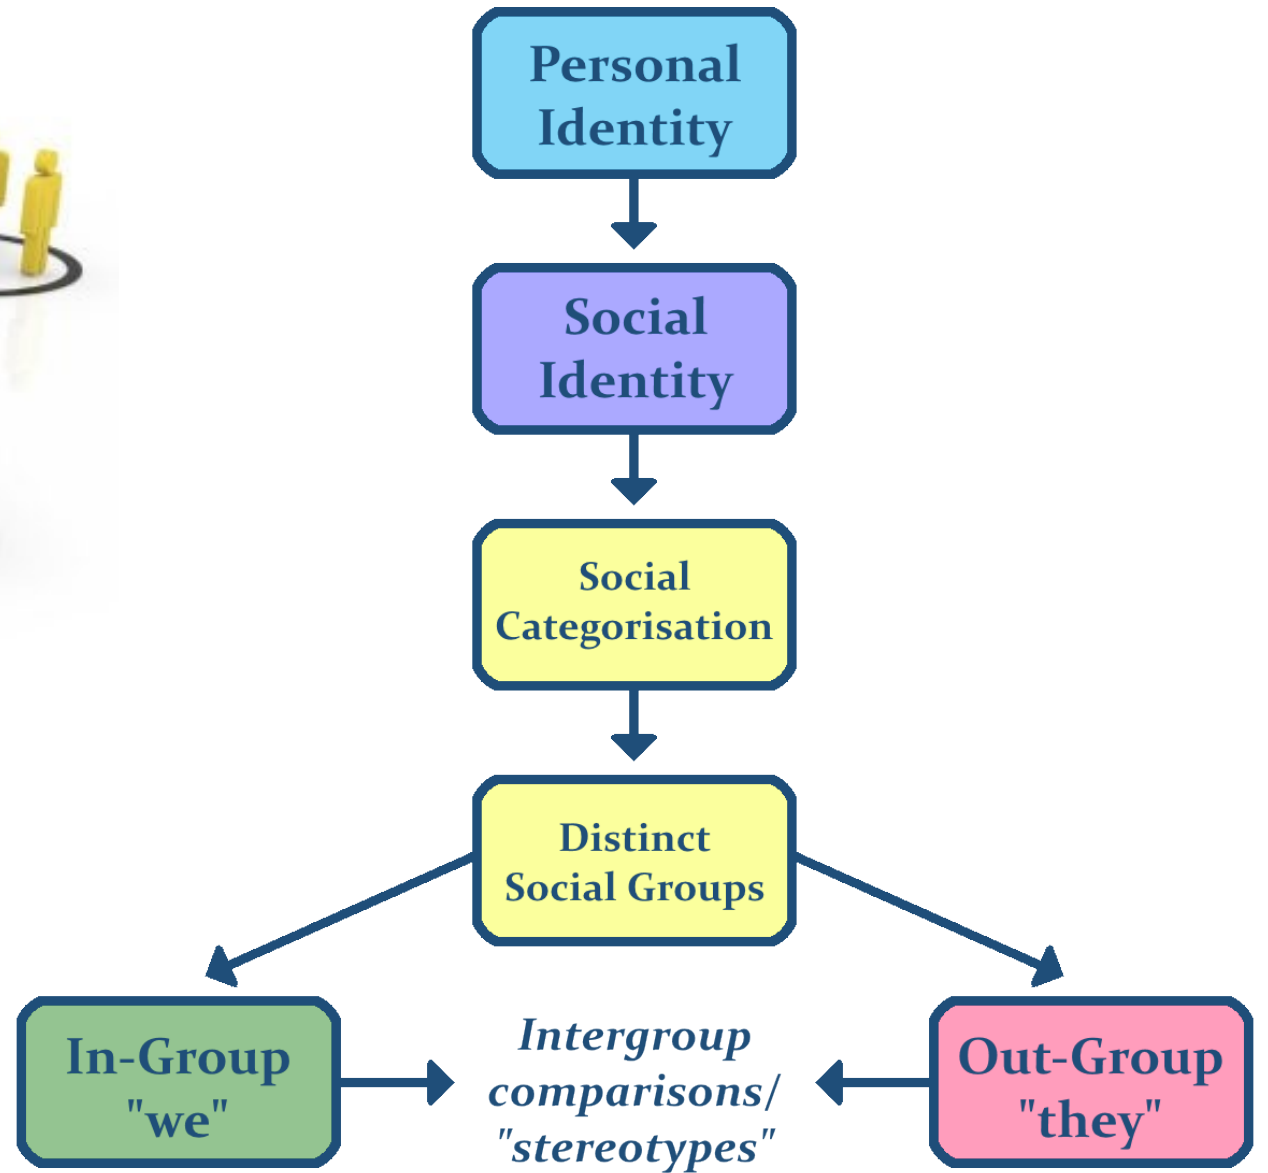 Personal
Identity
Social
Identity
Social
Categorisation
Distinct
Social Groups
In-Group
"we"
Intergroup
comparisons/
"stereotypes"
Out-Group
"they"